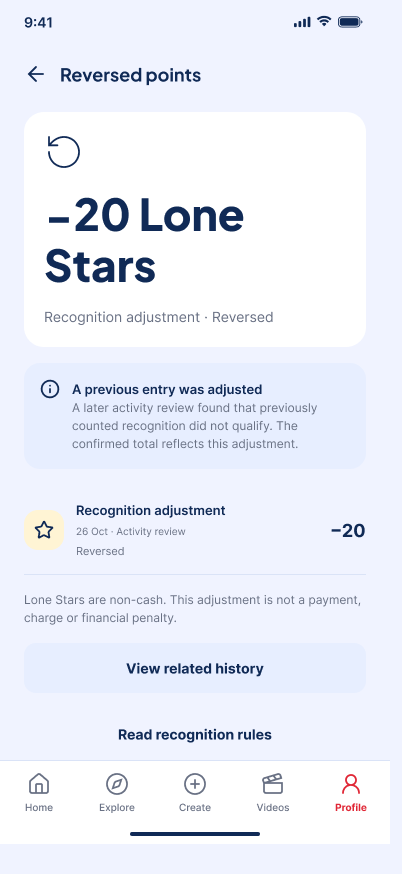 9:41
Reversed points
−20 Lone
Stars
Recognition adjustment · Reversed
A previous entry was adjusted
A later activity review found that previously
counted recognition did not qualify. The
confirmed total reflects this adjustment.
Recognition adjustment
26 Oct · Activity review
Reversed
−20
Lone Stars are non-cash. This adjustment is not a payment,
charge or financial penalty.
View related history
Read recognition rules
Home
Explore
Create
Videos
Profile